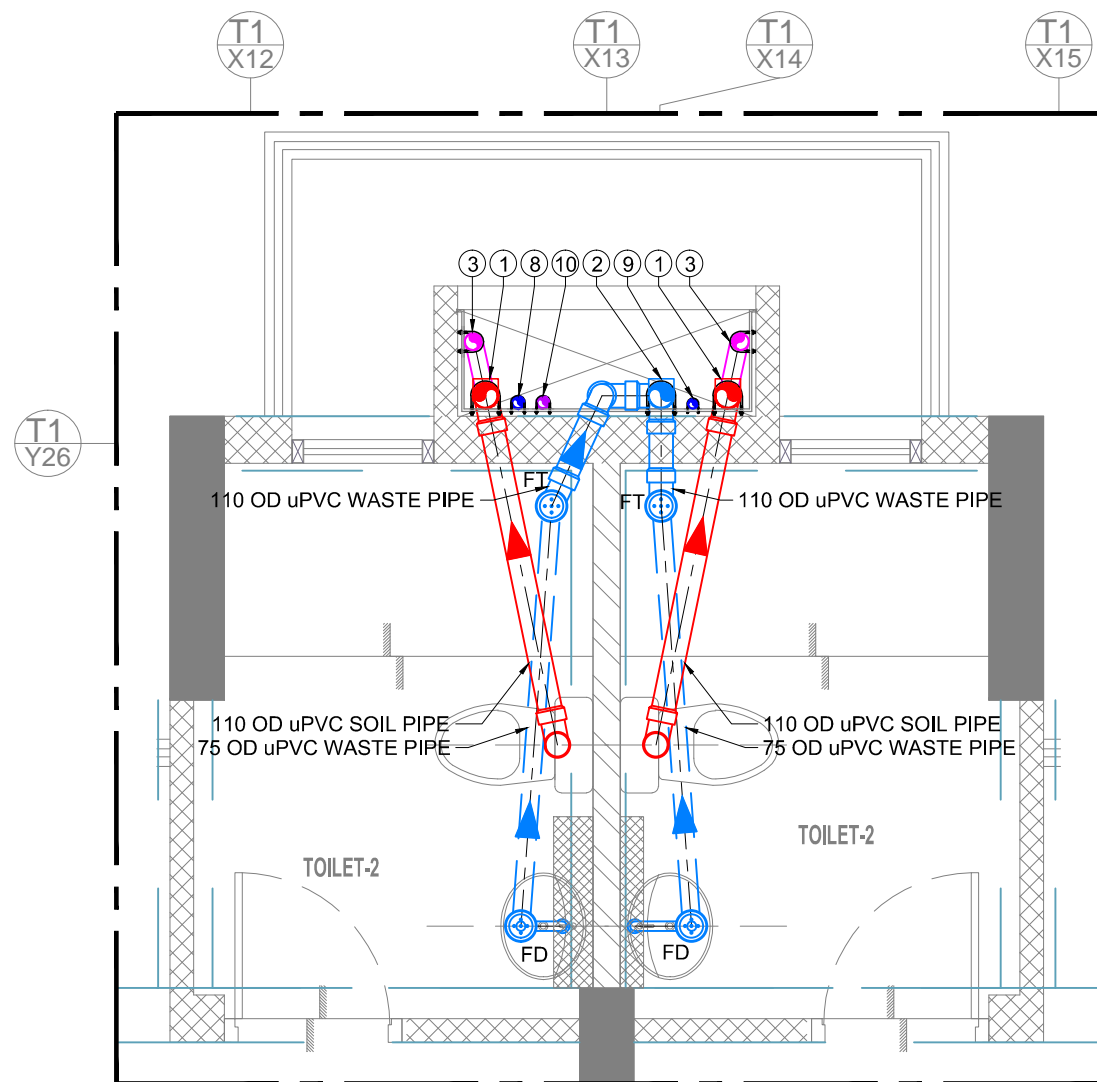 T1
X12
T1
X13
T1
X14
T1
X15
3 1 8 10 2 9 1 3
T1
Y26
FT
110 OD uPVC WASTE PIPE
FT
110 OD uPVC WASTE PIPE
110 OD uPVC SOIL PIPE
75 OD uPVC WASTE PIPE
110 OD uPVC SOIL PIPE
75 OD uPVC WASTE PIPE
TOILET-2
TOILET-2
FD
FD